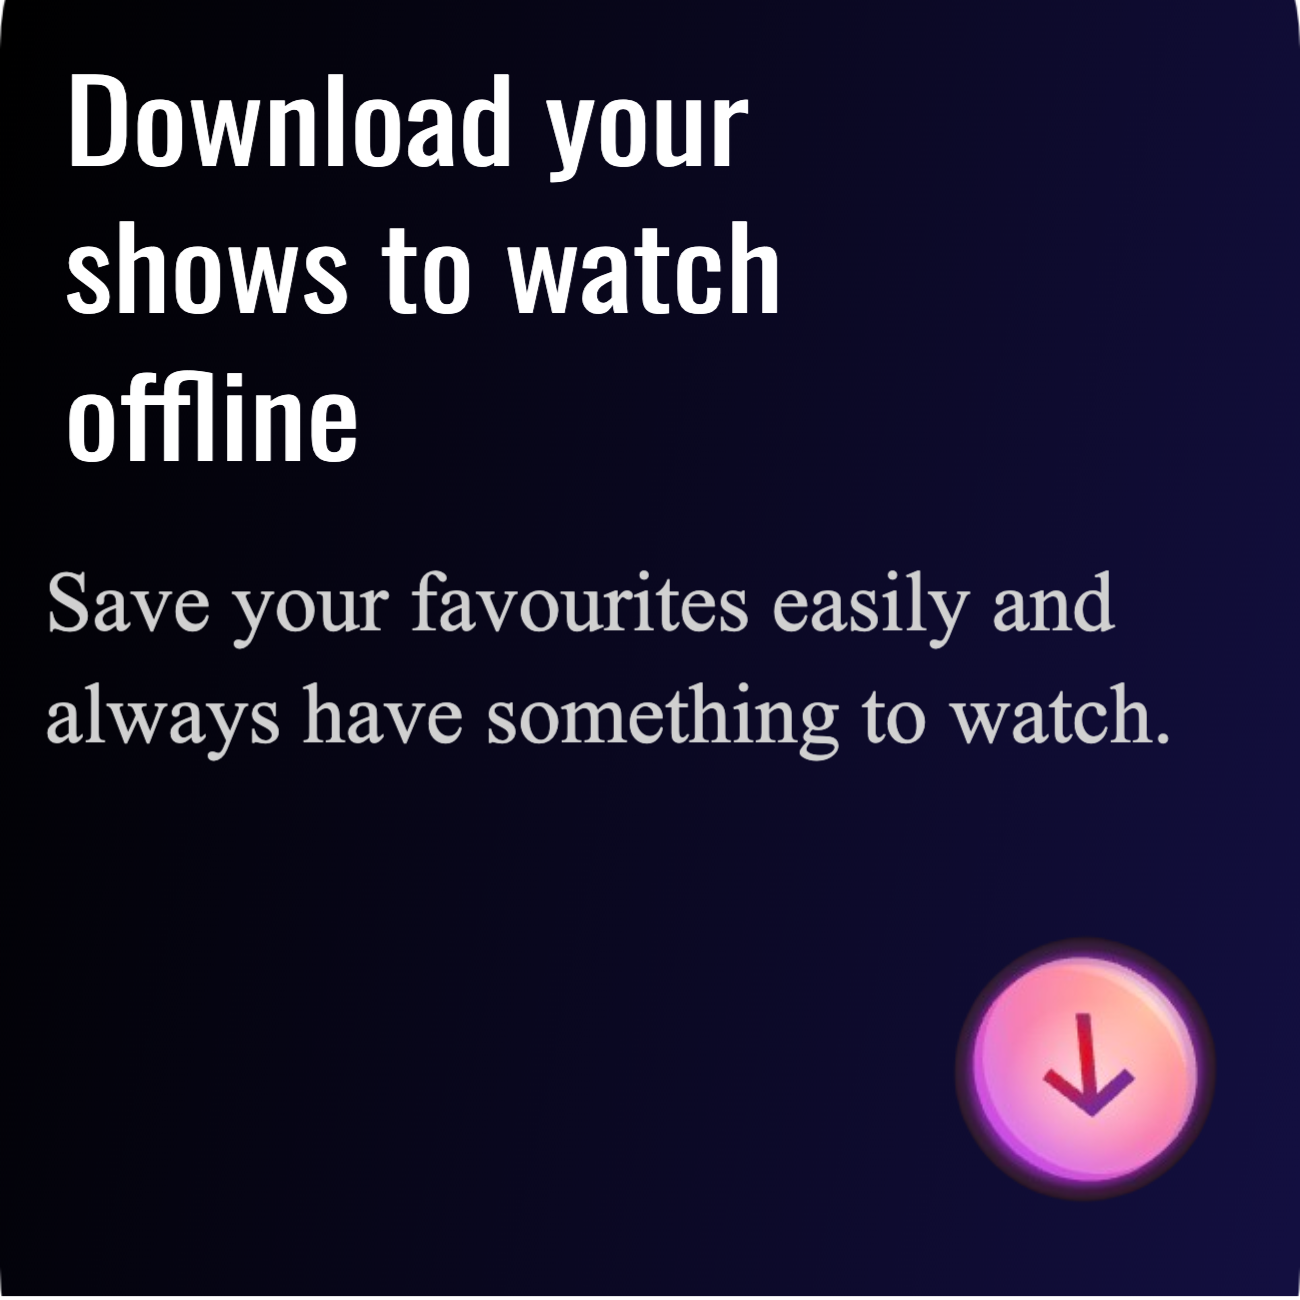 Download your
shows to watch
offline
Save your favourites easily and
always have something to watch.